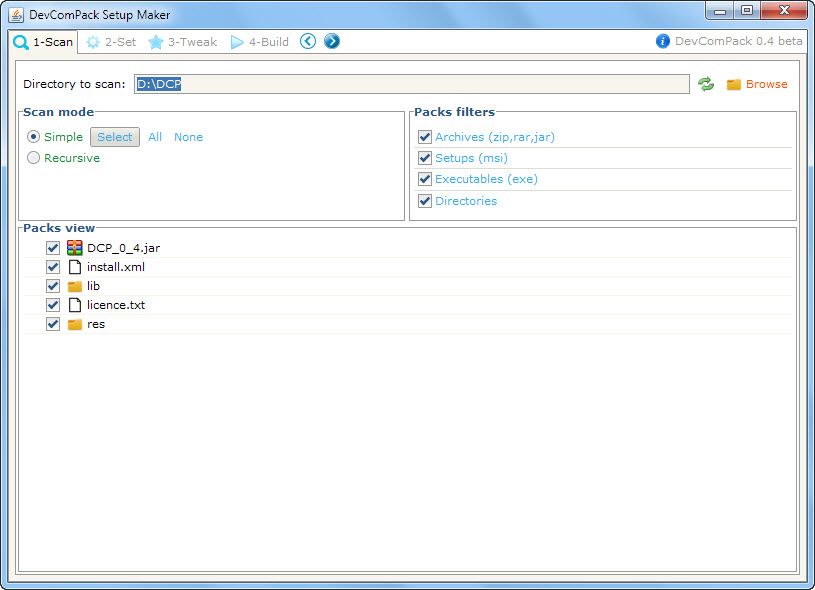 DevComPack Setup Maker
1-Scan 2-Set 3-Tweak 4-Build DevComPack 0.4 beta
Directory to scan: D:\DCP Browse
Scan mode
Simple Select All None
Recursive
Packs filters
Archives (zip,rar,jar)
Setups (msi)
Executables (exe)
Directories
Packs view
DCP_0_4.jar
install.xml
lib
licence.txt
res